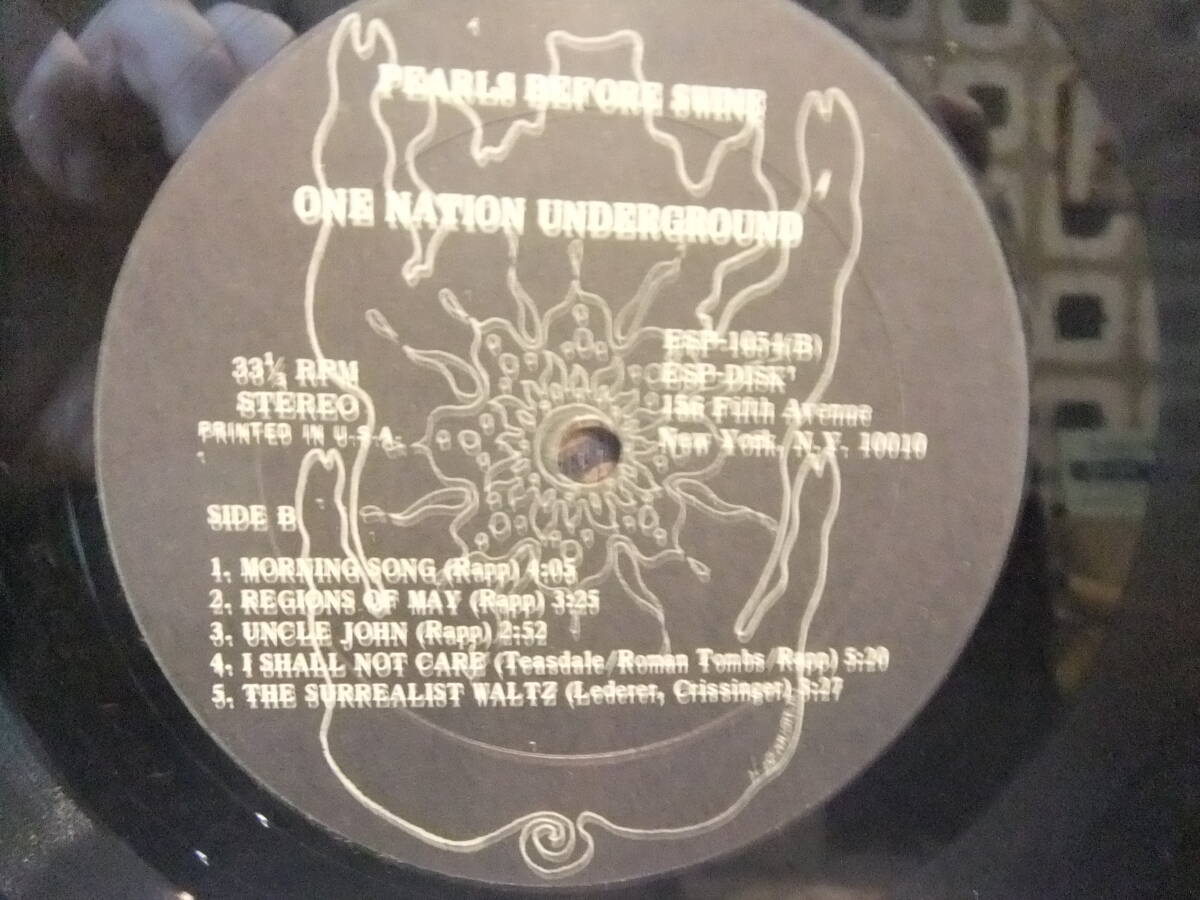 PEARLS BEFORE SWINE
ONE NATION UNDERGROUND
33⅓ RPM
STEREO
PRINTED IN U.S.A.
ESP-1054(B)
ESP-DISK'
156 Fifth Avenue
New York, N.Y. 10010
SIDE B
1. MORNING SONG (Rapp) 4:05
2. REGIONS OF MAY (Rapp) 3:25
3. UNCLE JOHN (Rapp) 2:52
4. I SHALL NOT CARE (Teasdale/Roman Tombs/Rapp) 5:20
5. THE SURREALIST WALTZ (Lederer, Crissinger) 3:27